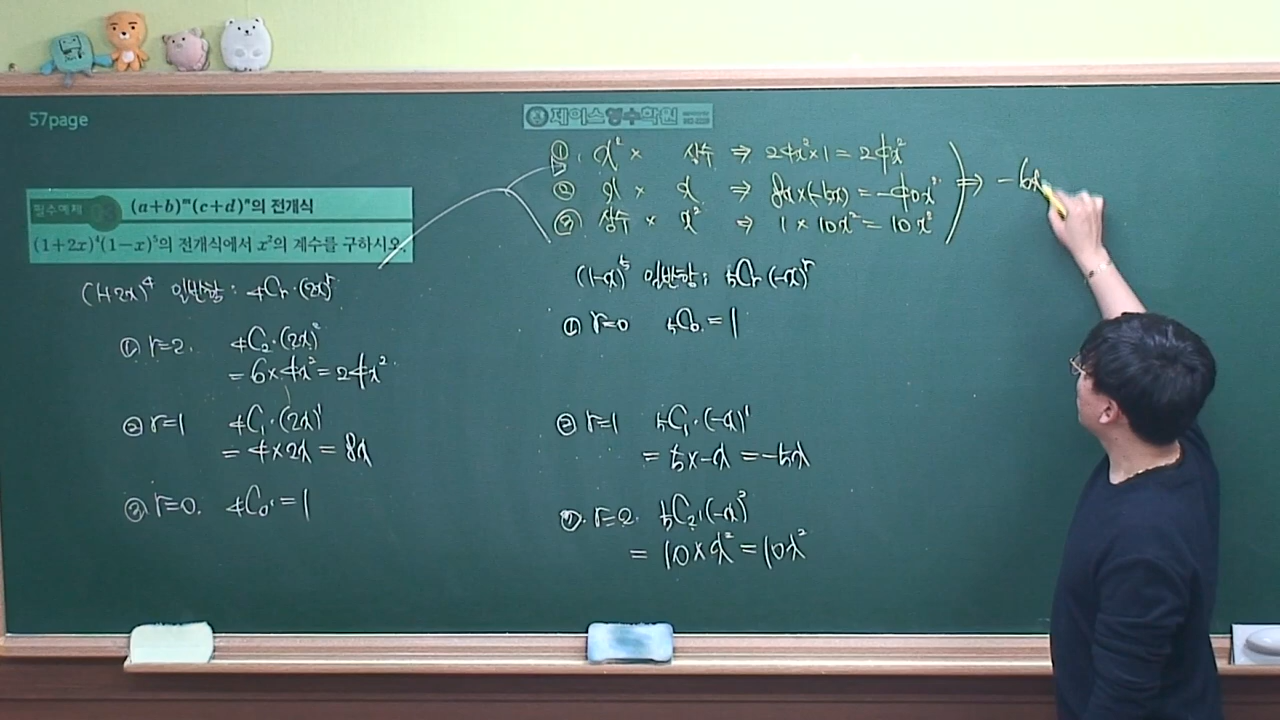 57page
제이스영수학원
필수예제 03 (a+b)ᵐ(c+d)ⁿ의 전개식
(1+2x)⁴(1−x)⁵의 전개식에서 x²의 계수를 구하시오.
①. x² × 상수 ⇒ 24x²×1=24x²
② x × x ⇒ 8x×(-5x)=-40x²
③ 상수 × x² ⇒ 1×10x²=10x²
⇒ -6x
(1+2x)⁴ 일반항: ₄Cᵣ·(2x)ʳ
① r=2. ₄C₂·(2x)²
=6×4x²=24x²
② r=1 ₄C₁·(2x)¹
=4×2x=8x
③ r=0. ₄C₀=1
(1-x)⁵ 일반항: ₅Cᵣ(-x)ʳ
① r=0 ₅C₀=1
② r=1 ₅C₁·(-x)¹
=5×-x=-5x
③. r=2. ₅C₂·(-x)²
=10×x²=10x²